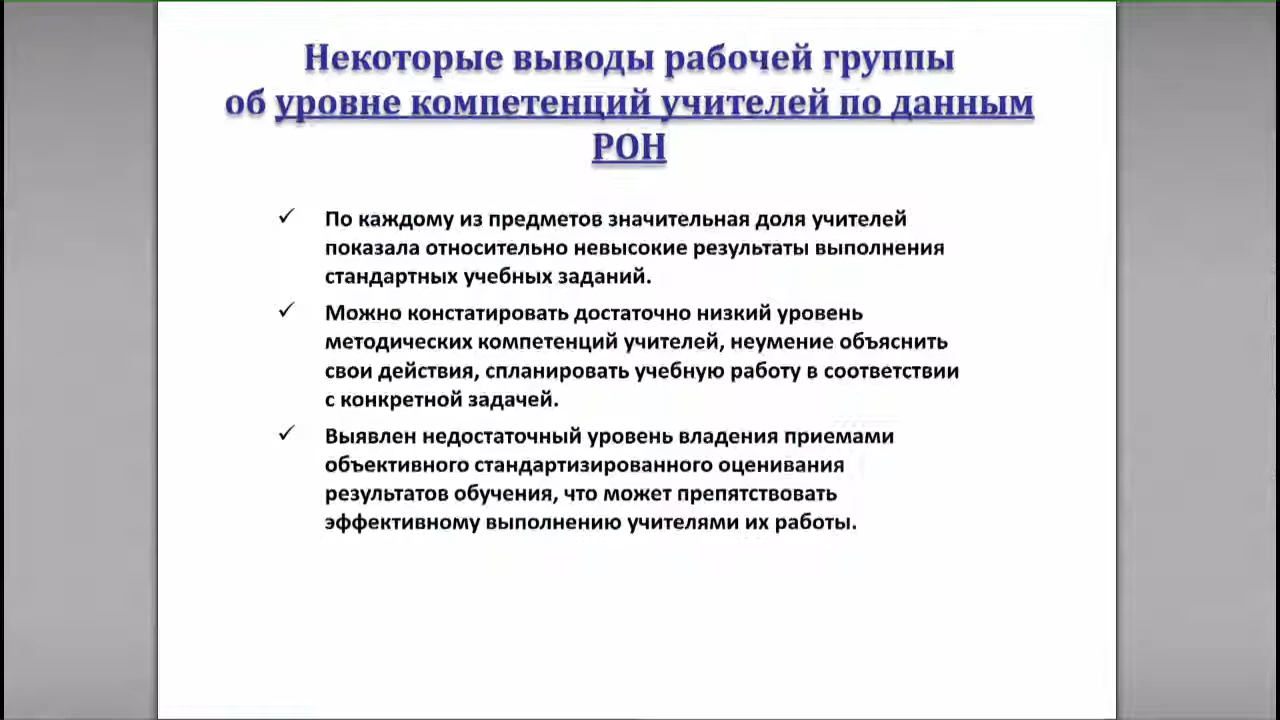 Некоторые выводы рабочей группы
об уровне компетенций учителей по данным
РОН
✓ По каждому из предметов значительная доля учителей
показала относительно невысокие результаты выполнения
стандартных учебных заданий.
✓ Можно констатировать достаточно низкий уровень
методических компетенций учителей, неумение объяснить
свои действия, спланировать учебную работу в соответствии
с конкретной задачей.
✓ Выявлен недостаточный уровень владения приемами
объективного стандартизированного оценивания
результатов обучения, что может препятствовать
эффективному выполнению учителями их работы.